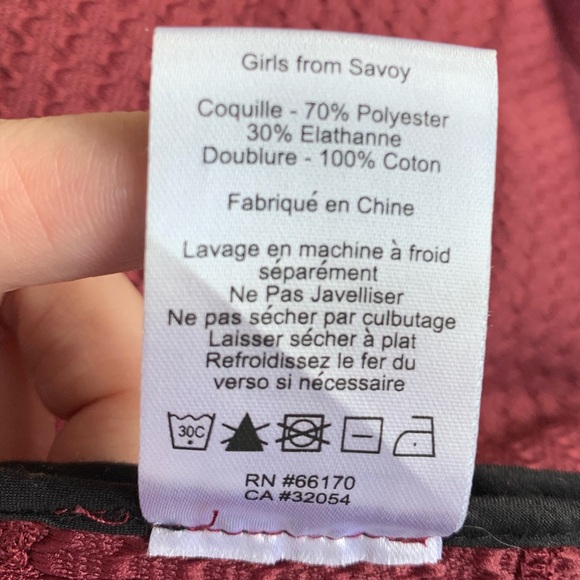 Girls from Savoy
Coquille - 70% Polyester
30% Elathanne
Doublure - 100% Coton
Fabriqué en Chine
Lavage en machine à froid
séparément
Ne Pas Javelliser
Ne pas sécher par culbutage
Laisser sécher à plat
Refroidissez le fer du
verso si nécessaire
30C
RN #66170
CA #32054